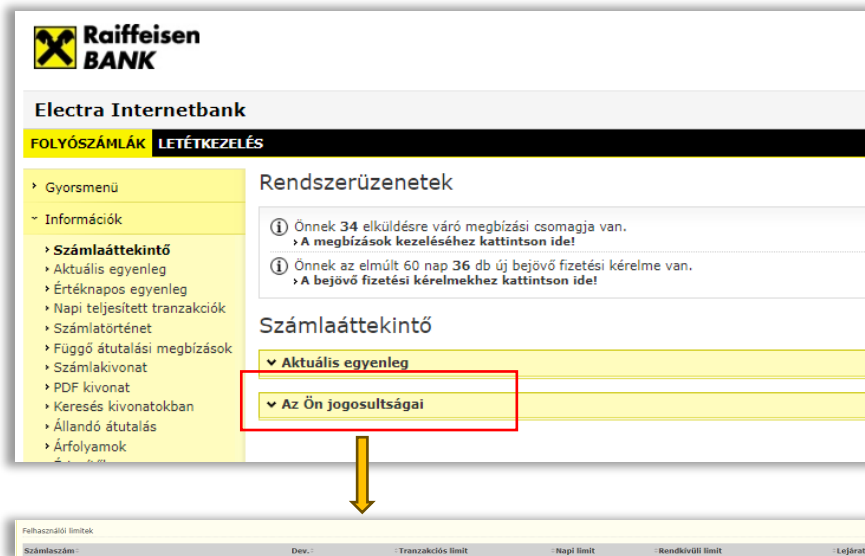 Raiffeisen
BANK
Electra Internetbank
FOLYÓSZÁMLÁK LETÉTKEZELÉS
Gyorsmenü
Információk
Számlaáttekintő
Aktuális egyenleg
Értéknapos egyenleg
Napi teljesített tranzakciók
Számlatörténet
Függő átutalási megbízások
Számlakivonat
PDF kivonat
Keresés kivonatokban
Állandó átutalás
Árfolyamok
Rendszerüzenetek
Önnek 34 elküldésre váró megbízási csomagja van.
A megbízások kezeléséhez kattintson ide!
Önnek az elmúlt 60 nap 36 db új bejövő fizetési kérelme van.
A bejövő fizetési kérelmekhez kattintson ide!
Számlaáttekintő
Aktuális egyenleg
Az Ön jogosultságai
Felhasználói limitek
Számlaszám Dev. Tranzakciós limit Napi limit Rendkívüli limit Lejárat